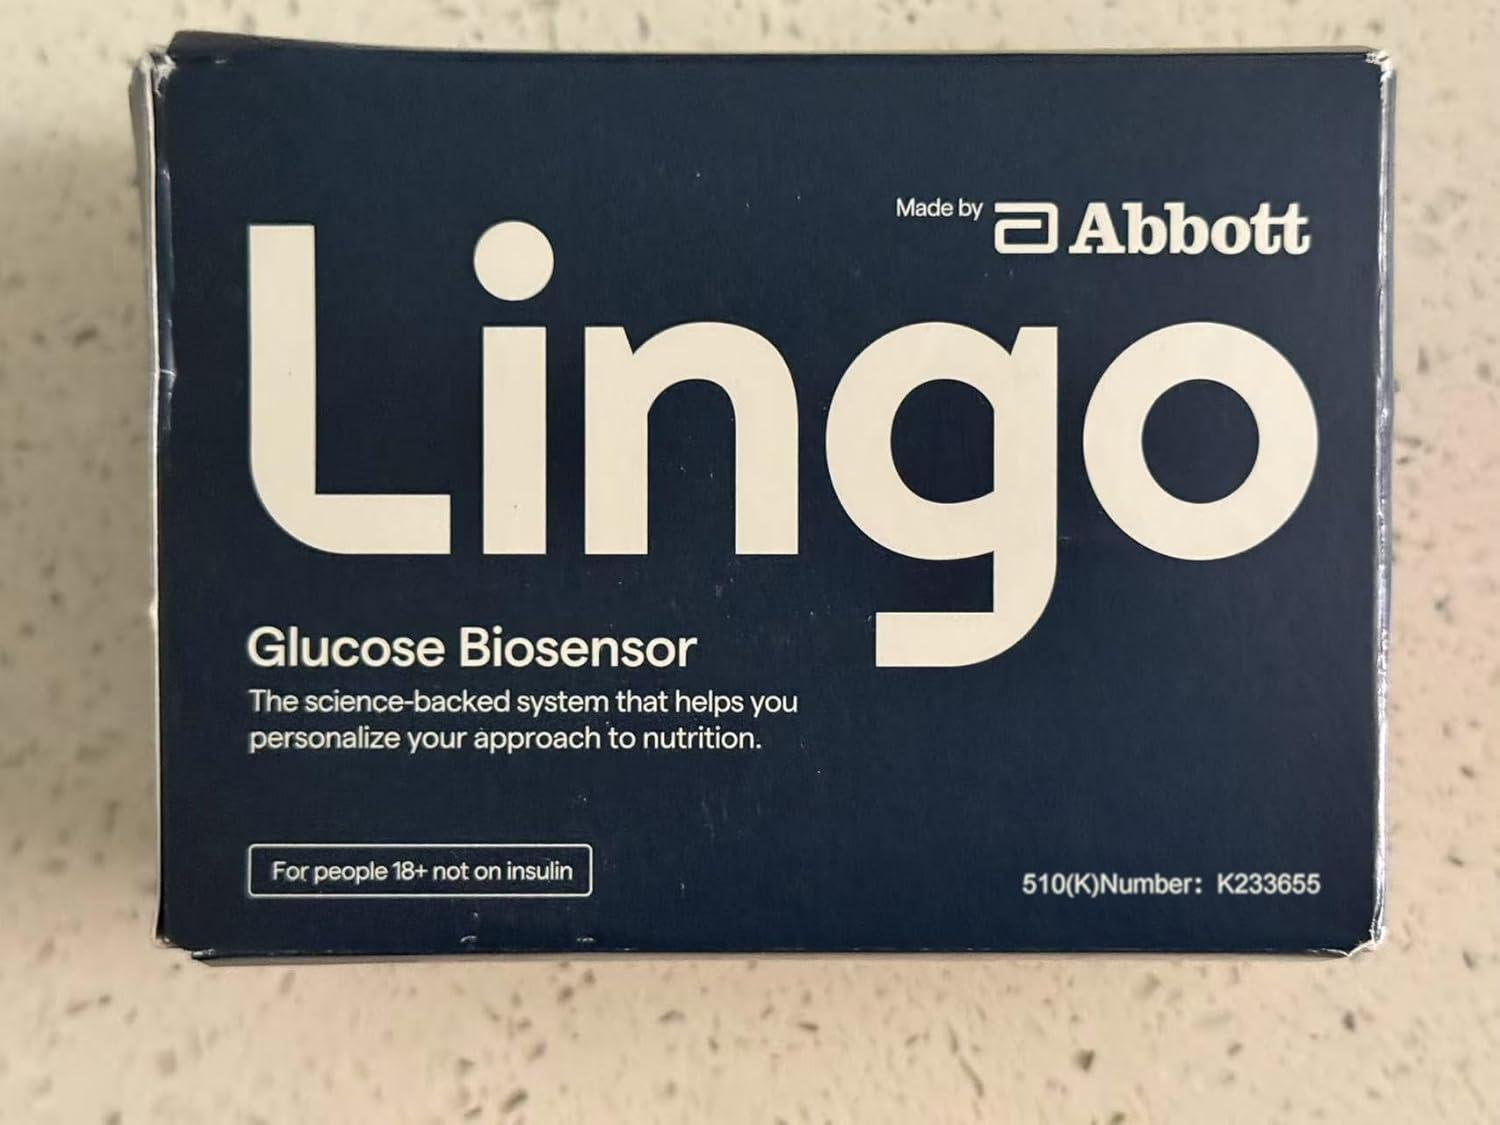 Made by Abbott
Lingo
Glucose Biosensor
The science-backed system that helps you
personalize your approach to nutrition.
For people 18+ not on insulin
510(K)Number: K233655